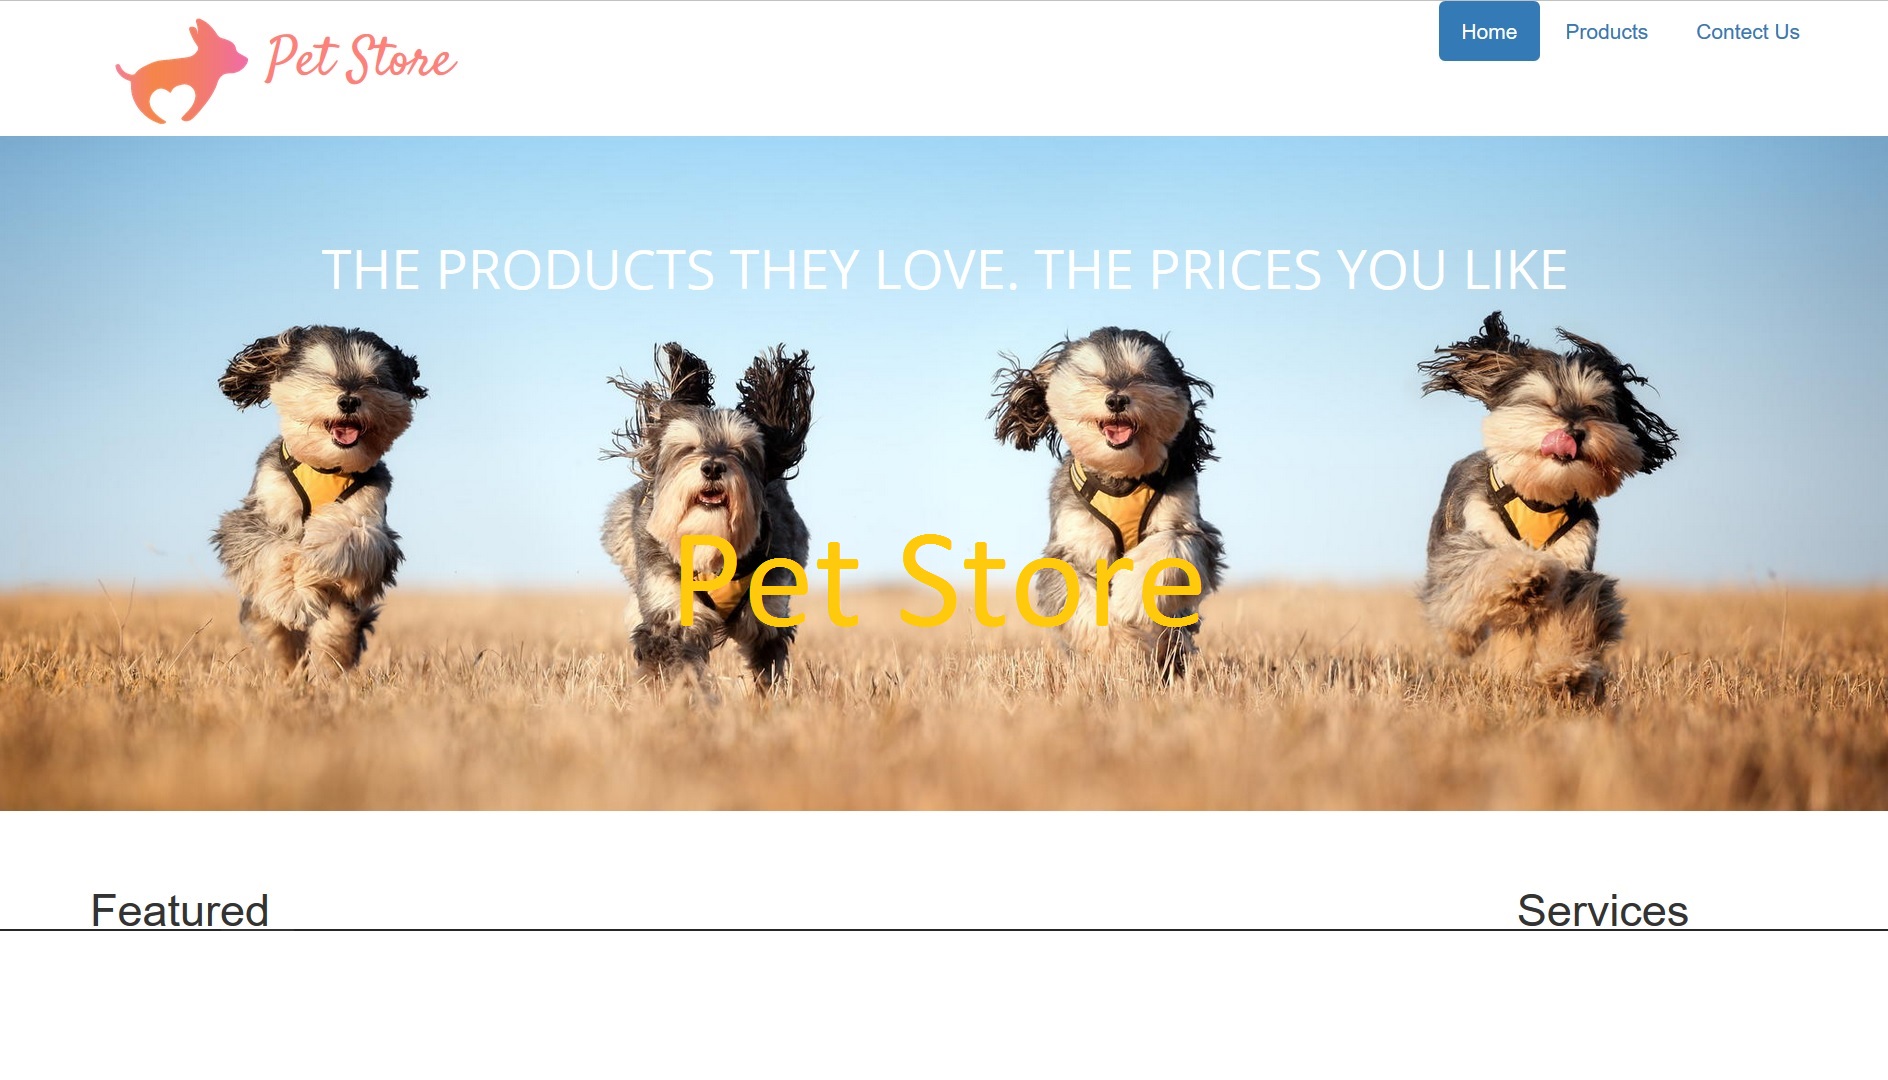 Pet Store
Home Products Contect Us
THE PRODUCTS THEY LOVE. THE PRICES YOU LIKE
Pet Store
Featured Services